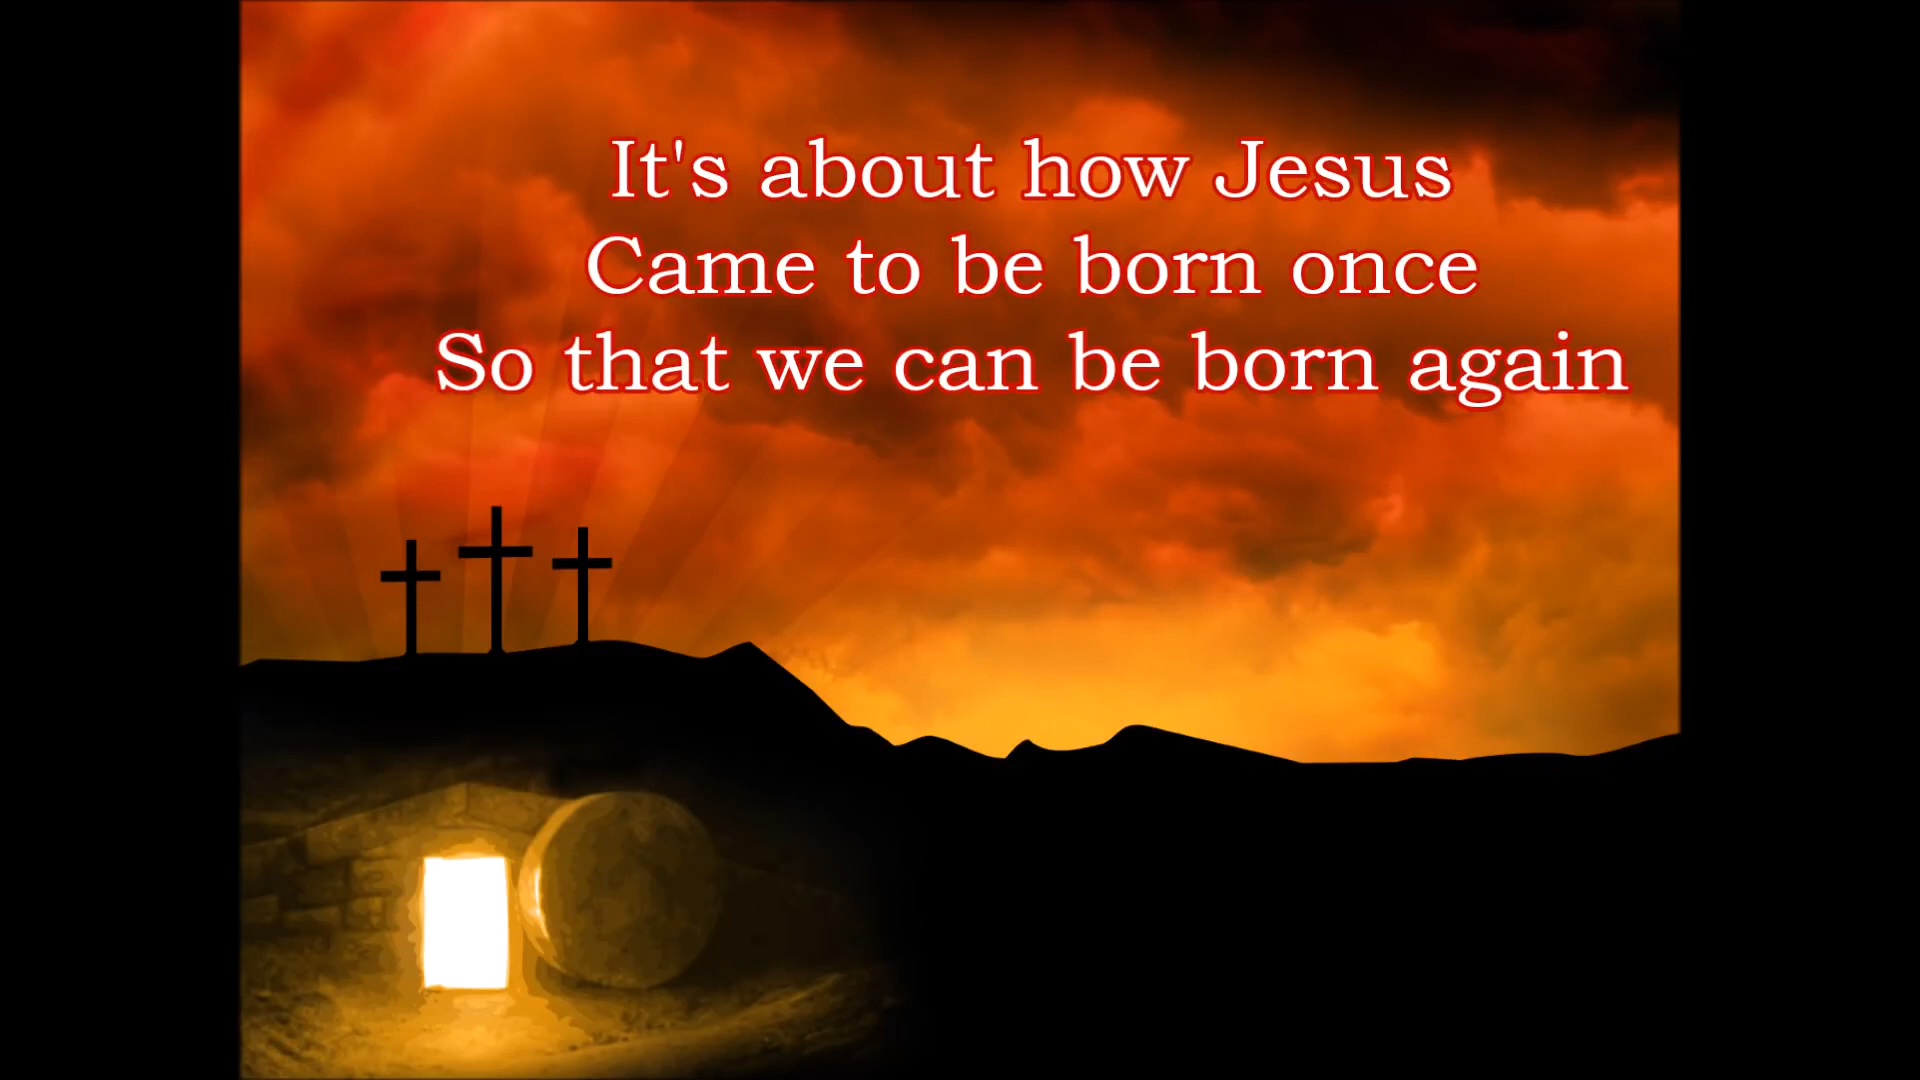 It's about how Jesus
Came to be born once
So that we can be born again